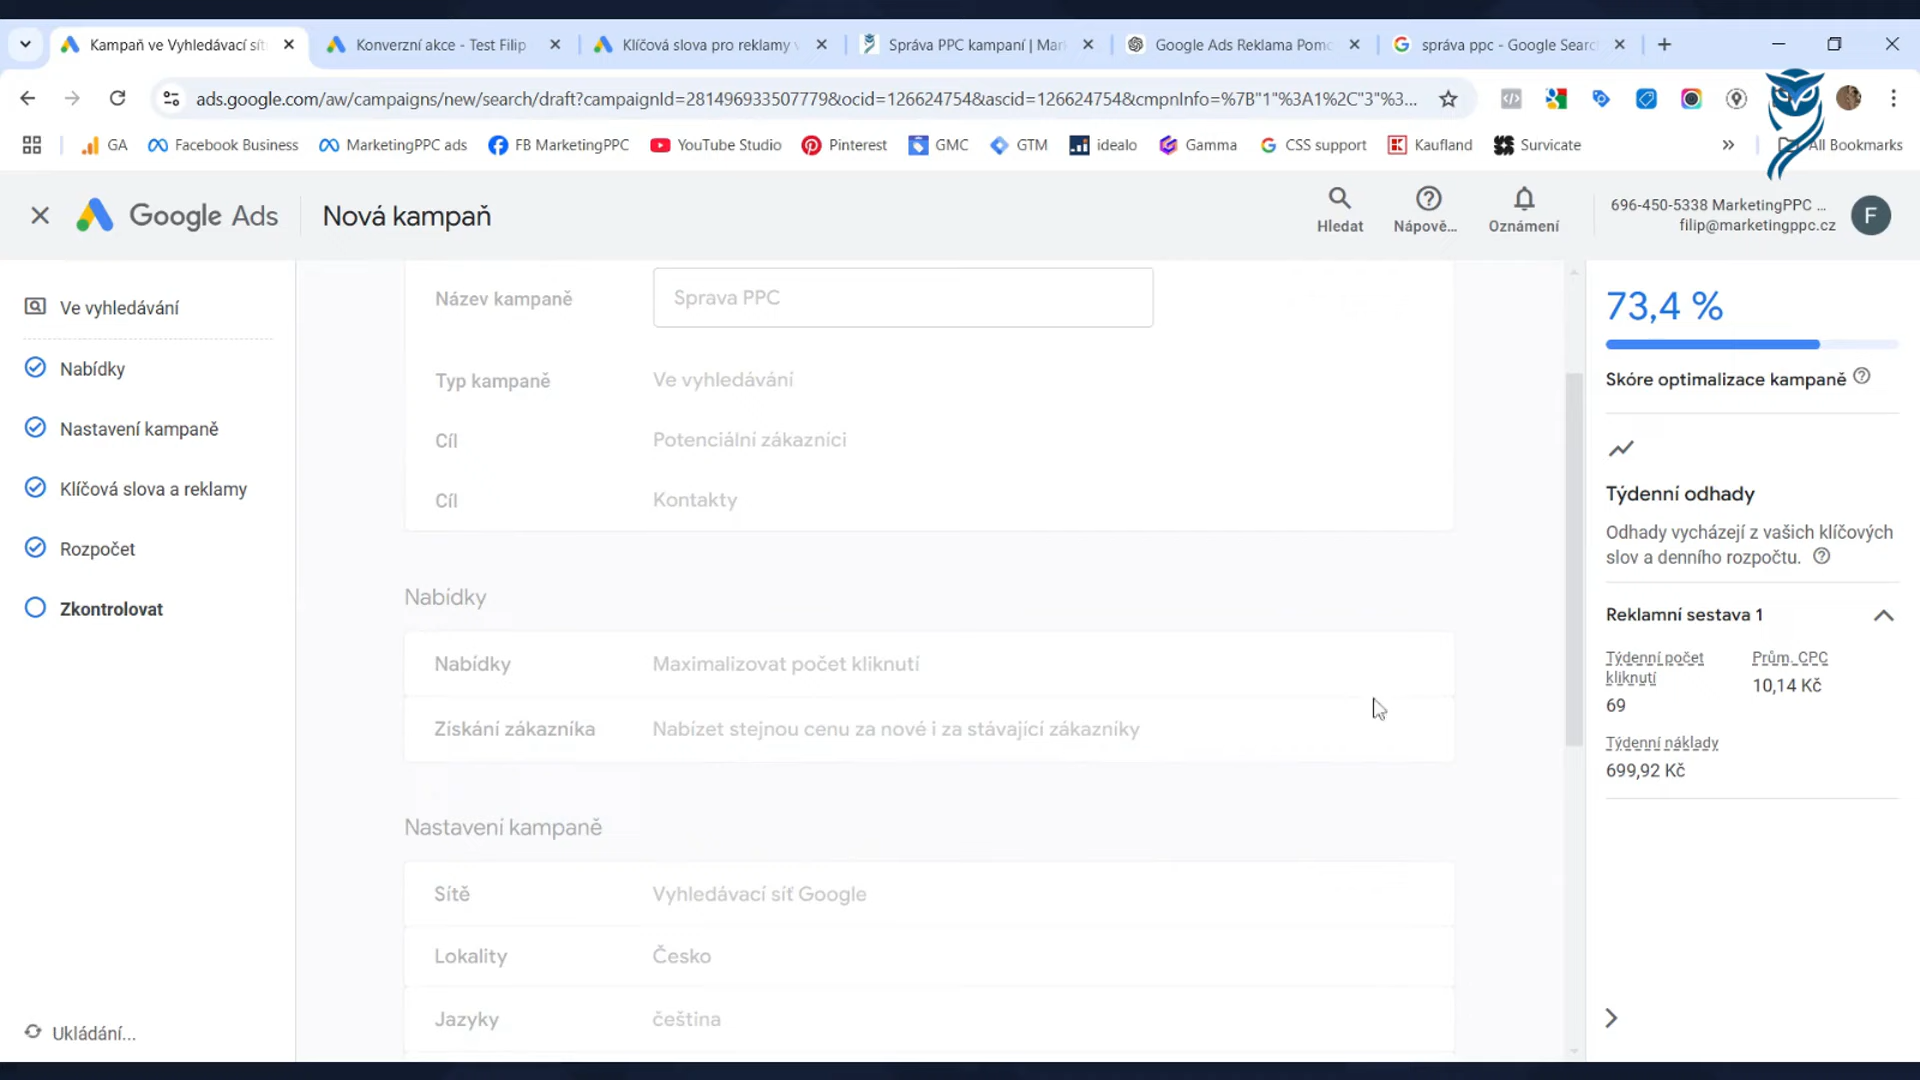 Kampaň ve Vyhledávací sít
Konverzní akce - Test Filip
Klíčová slova pro reklamy v
Správa PPC kampaní | Mar
Google Ads Reklama Pomo
správa ppc - Google Searc
ads.google.com/aw/campaigns/new/search/draft?campaignId=281496933507779&ocid=126624754&ascid=126624754&cmpnInfo=%7B"1"%3A1%2C"3"%3...
GA
Facebook Business
MarketingPPC ads
FB MarketingPPC
YouTube Studio
Pinterest
GMC
GTM
idealo
Gamma
CSS support
Kaufland
Survicate
All Bookmarks
Google Ads
Nová kampaň
Hledat
Nápově...
Oznámení
696-450-5338 MarketingPPC ...
filip@marketingppc.cz
F
Ve vyhledávání
Nabídky
Nastavení kampaně
Klíčová slova a reklamy
Rozpočet
Zkontrolovat
Ukládání...
Název kampaně
Sprava PPC
Typ kampaně
Ve vyhledávání
Cíl
Potenciální zákazníci
Cíl
Kontakty
Nabídky
Nabídky
Maximalizovat počet kliknutí
Získání zákazníka
Nabízet stejnou cenu za nové i za stávající zákazníky
Nastavení kampaně
Sítě
Vyhledávací síť Google
Lokality
Česko
Jazyky
čeština
73,4 %
Skóre optimalizace kampaně
Týdenní odhady
Odhady vycházejí z vašich klíčových
slov a denního rozpočtu.
Reklamní sestava 1
Týdenní počet
kliknutí
69
Prům. CPC
10,14 Kč
Týdenní náklady
699,92 Kč